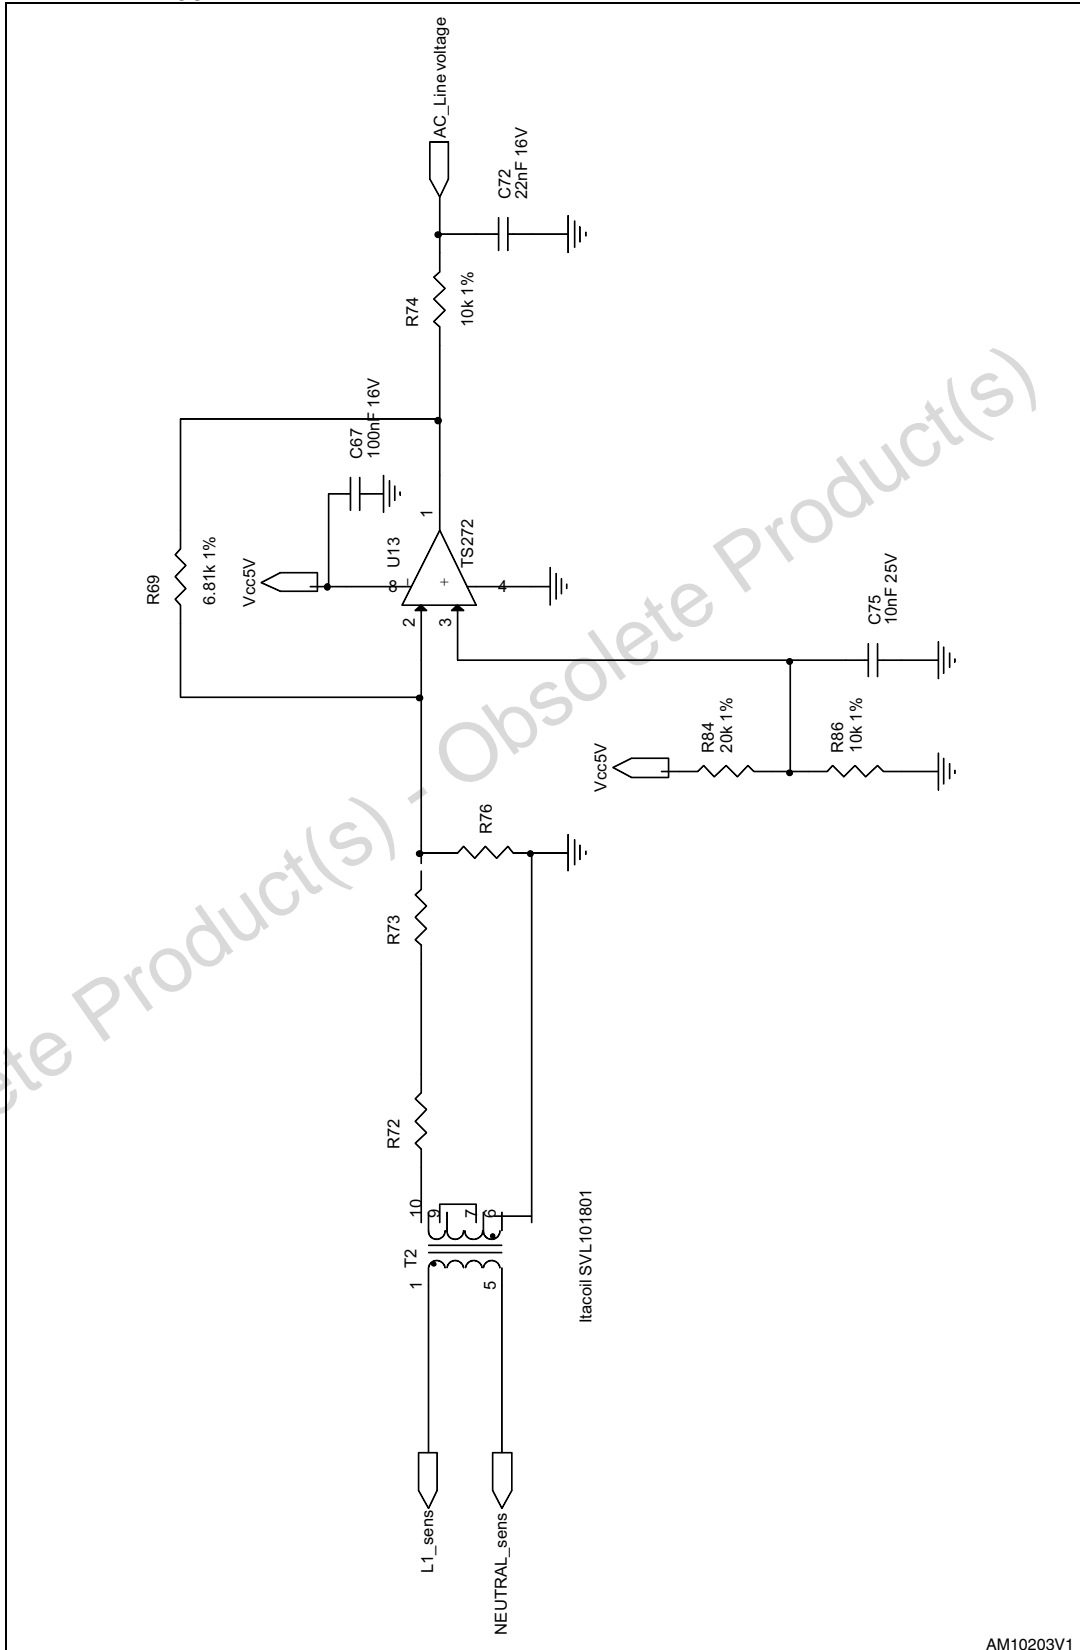 AC_Line voltage
C72
22nF 16V
R74
10k 1%
C67
100nF 16V
R69
6.81k 1%
Vcc5V
U13
TS272
1
8
-
+
4
2
3
C75
10nF 25V
Vcc5V
R84
20k 1%
R86
10k 1%
R76
R73
R72
10
9
7
6
T2
1
5
Itacoil SVL101801
L1_sens
NEUTRAL_sens
Obsolete Product(s) - Obsolete Product(s)
AM10203V1